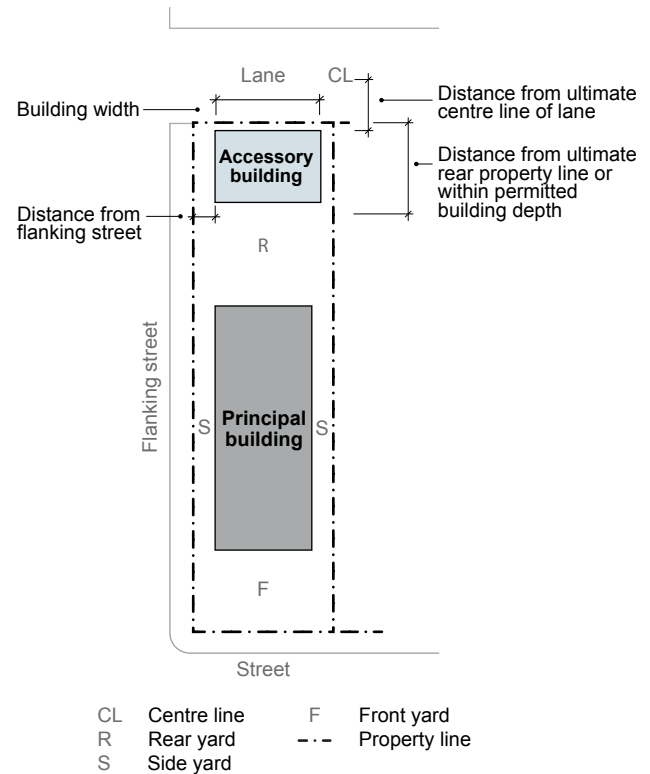 Lane
CL
Building width
Distance from ultimate
centre line of lane
Accessory
building
Distance from ultimate
rear property line or
within permitted
building depth
Distance from
flanking street
R
Flanking street
S
Principal
building
S
F
Street
CL Centre line
R Rear yard
S Side yard
F Front yard
Property line